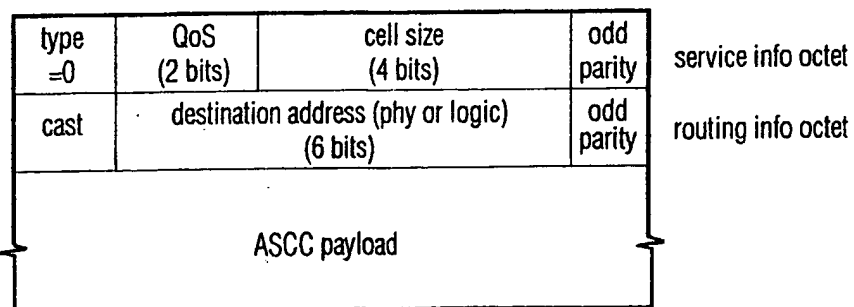 type
=0
QoS
(2 bits)
cell size
(4 bits)
odd
parity
service info octet
cast
destination address (phy or logic)
(6 bits)
odd
parity
routing info octet
ASCC payload